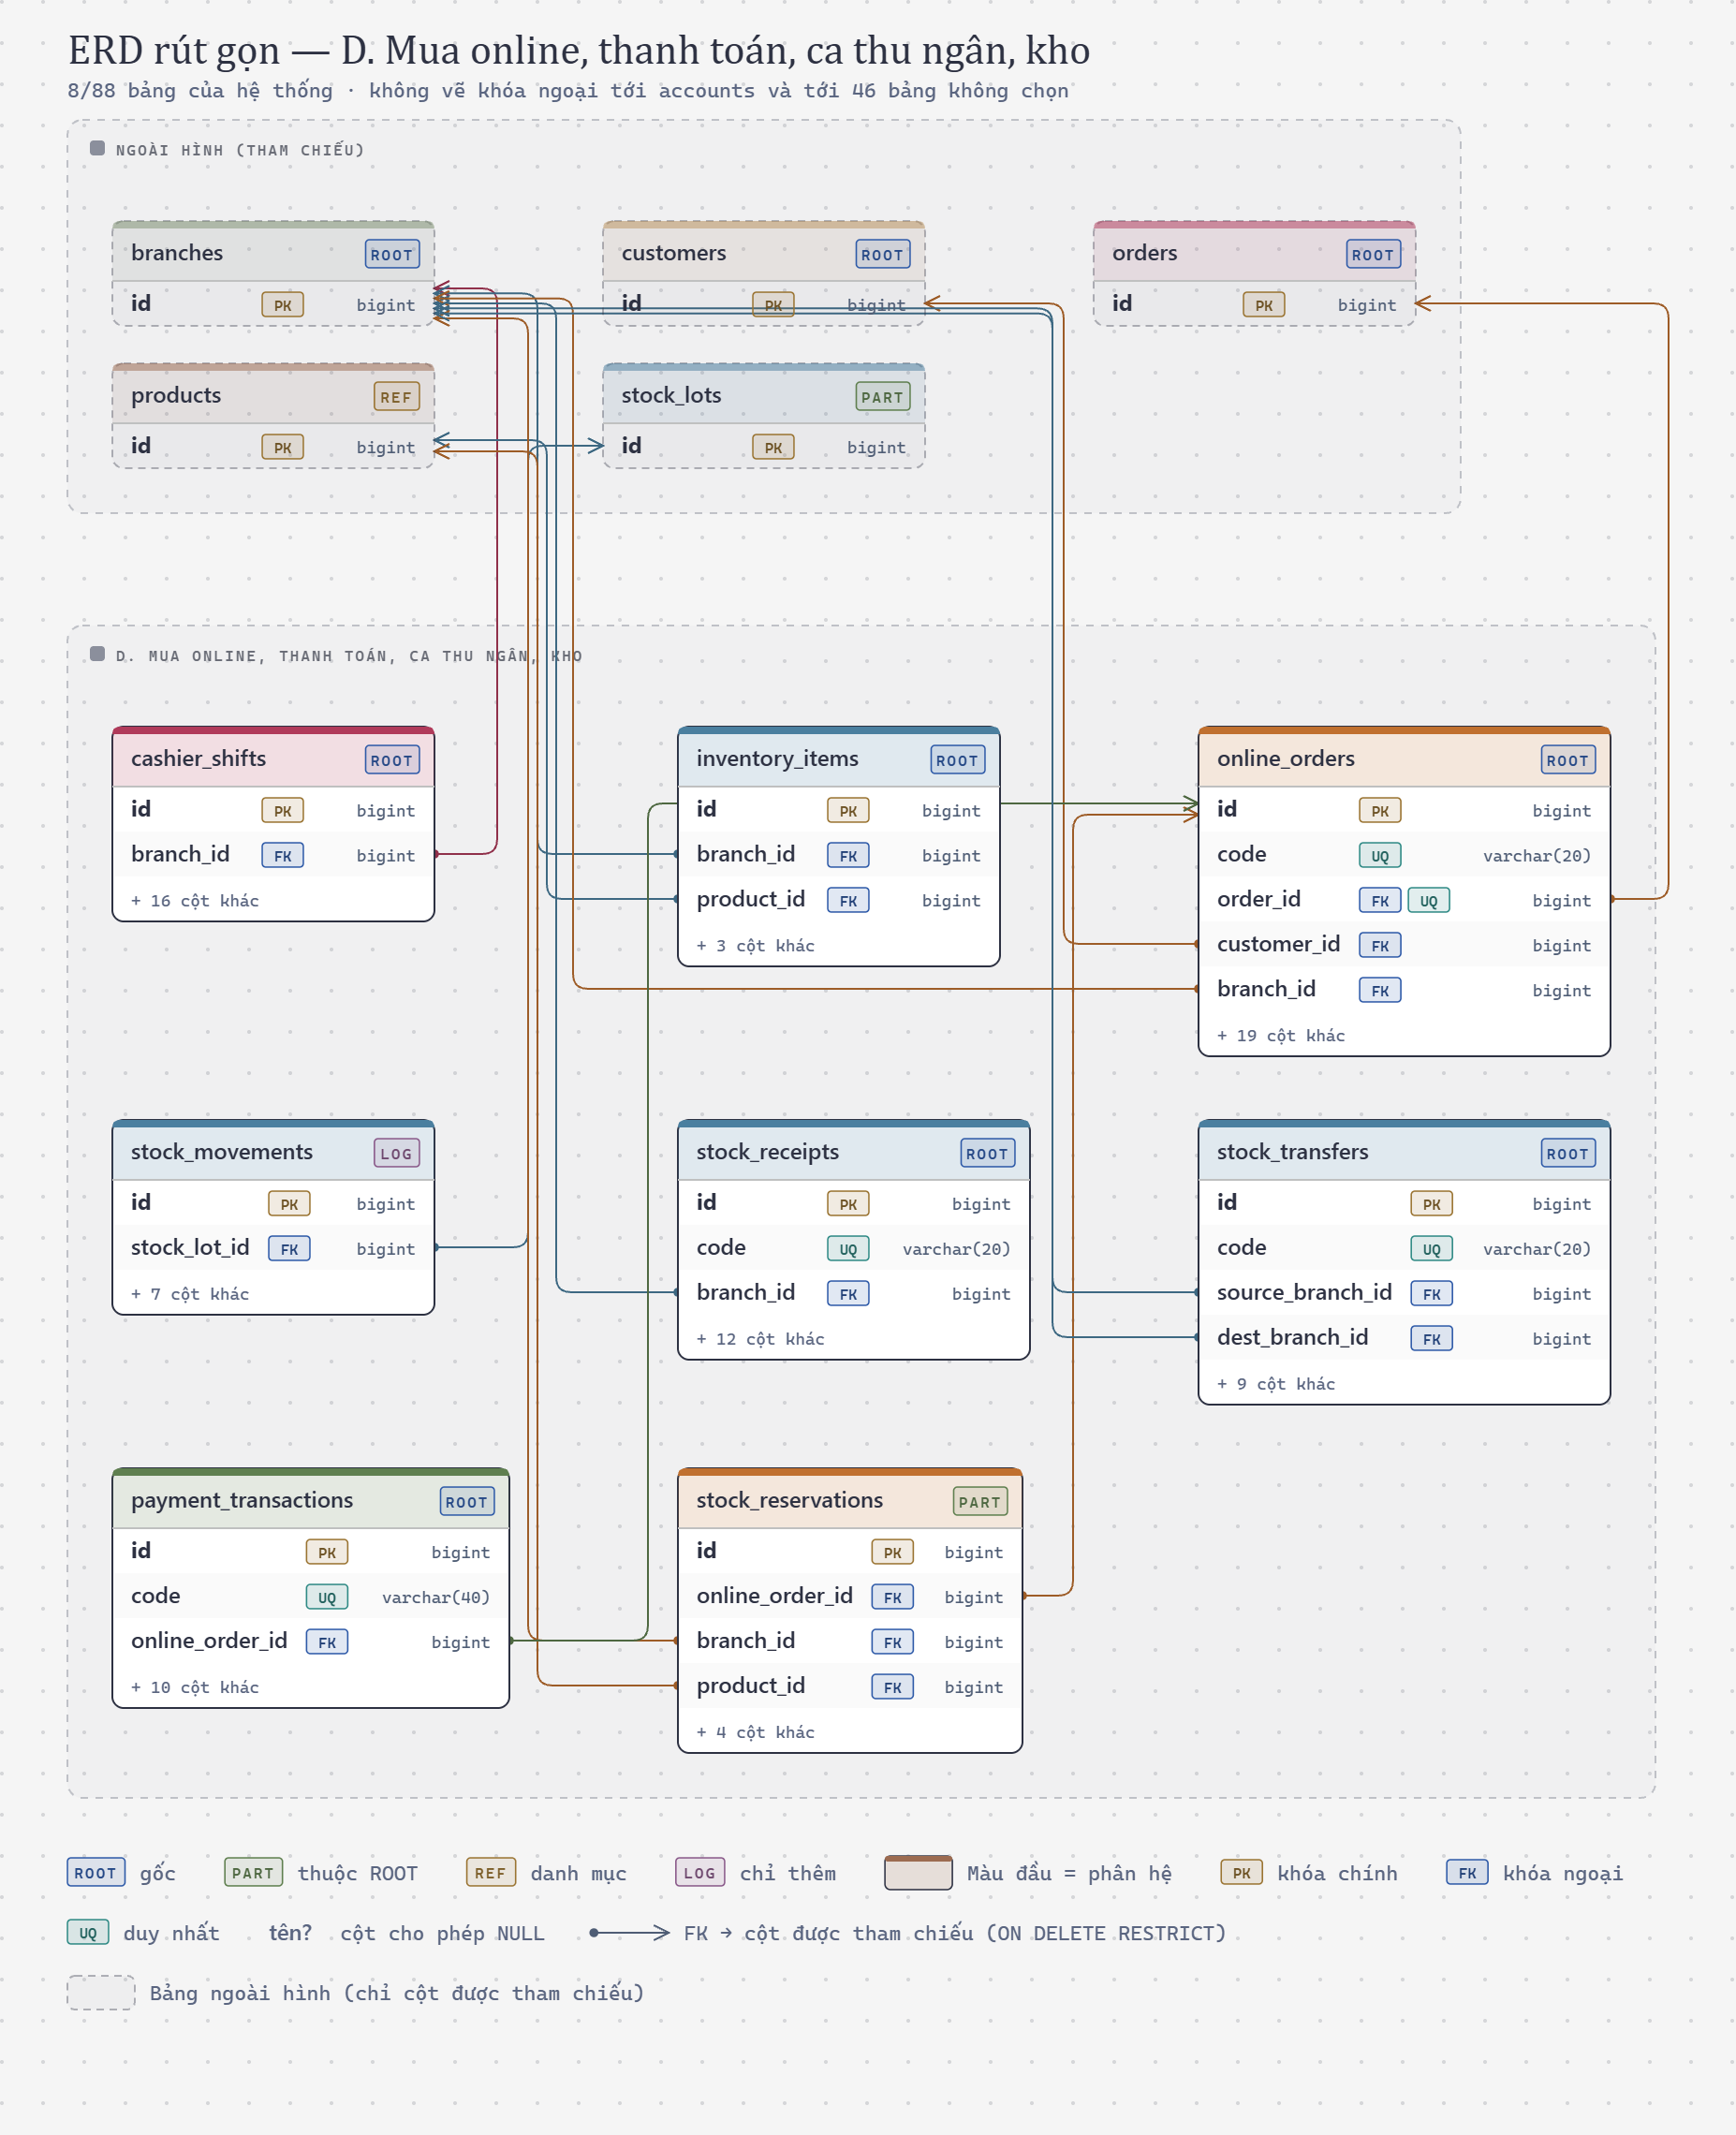 ERD rút gọn — D. Mua online, thanh toán, ca thu ngân, kho
8/88 bảng của hệ thống · không vẽ khóa ngoại tới accounts và tới 46 bảng không chọn
NGOÀI HÌNH (THAM CHIẾU)
branches ROOT
id PK bigint
customers ROOT
id PK bigint
orders ROOT
id PK bigint
products REF
id PK bigint
stock_lots PART
id PK bigint
D. MUA ONLINE, THANH TOÁN, CA THU NGÂN, KHO
cashier_shifts ROOT
id PK bigint
branch_id FK bigint
+ 16 cột khác
inventory_items ROOT
id PK bigint
branch_id FK bigint
product_id FK bigint
+ 3 cột khác
online_orders ROOT
id PK bigint
code UQ varchar(20)
order_id FK UQ bigint
customer_id FK bigint
branch_id FK bigint
+ 19 cột khác
stock_movements LOG
id PK bigint
stock_lot_id FK bigint
+ 7 cột khác
stock_receipts ROOT
id PK bigint
code UQ varchar(20)
branch_id FK bigint
+ 12 cột khác
stock_transfers ROOT
id PK bigint
code UQ varchar(20)
source_branch_id FK bigint
dest_branch_id FK bigint
+ 9 cột khác
payment_transactions ROOT
id PK bigint
code UQ varchar(40)
online_order_id FK bigint
+ 10 cột khác
stock_reservations PART
id PK bigint
online_order_id FK bigint
branch_id FK bigint
product_id FK bigint
+ 4 cột khác
ROOT gốc PART thuộc ROOT REF danh mục LOG chỉ thêm Màu đầu = phân hệ PK khóa chính FK khóa ngoại
UQ duy nhất tên? cột cho phép NULL FK → cột được tham chiếu (ON DELETE RESTRICT)
Bảng ngoài hình (chỉ cột được tham chiếu)